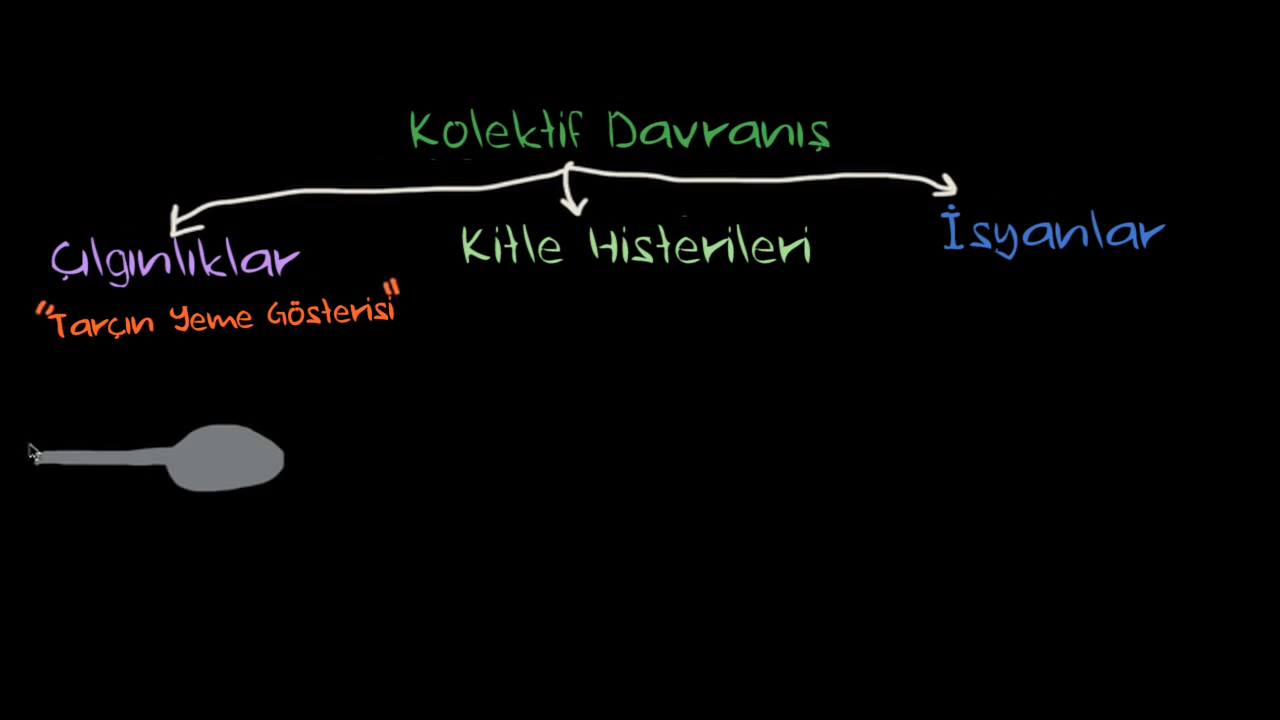 Kolektif Davranış
Çılgınlıklar
Kitle Histerileri
İsyanlar
"Tarçın Yeme Gösterisi"